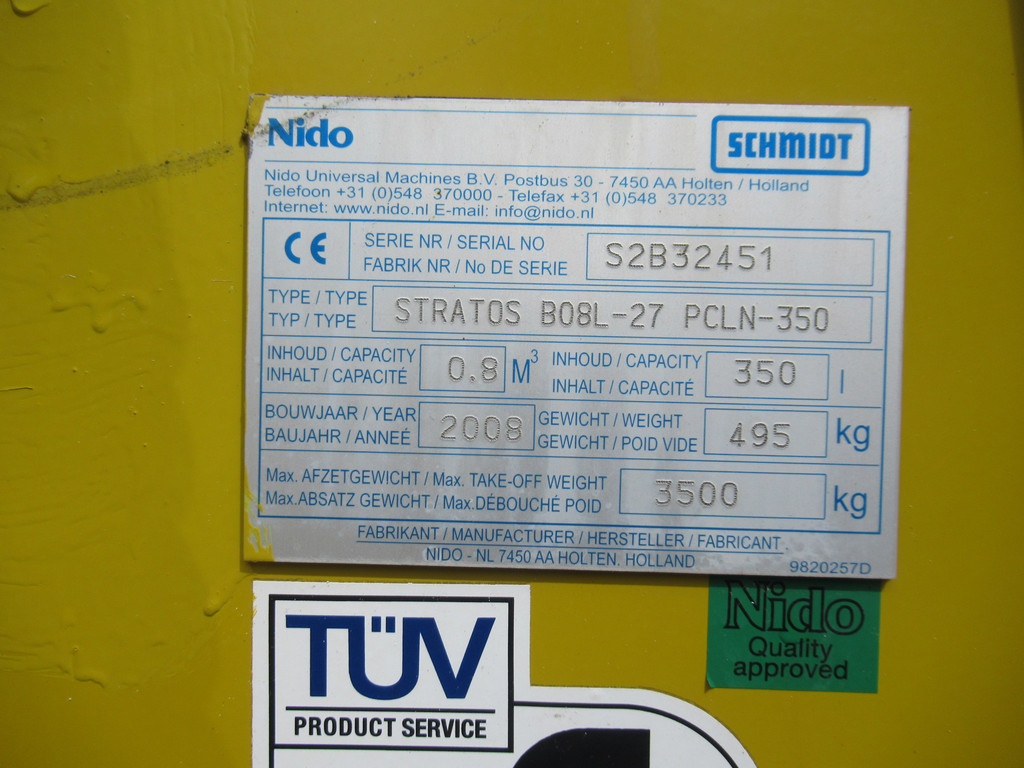 Nido
SCHMIDT
Nido Universal Machines B.V. Postbus 30 - 7450 AA Holten / Holland
Telefoon +31 (0)548 370000 - Telefax +31 (0)548 370233
Internet: www.nido.nl E-mail: info@nido.nl
CE
SERIE NR / SERIAL NO
FABRIK NR / No DE SERIE
S2B32451
TYPE / TYPE
TYP / TYPE
STRATOS B08L-27 PCLN-350
INHOUD / CAPACITY
INHALT / CAPACITÉ
0.8 M³
INHOUD / CAPACITY
INHALT / CAPACITÉ
350 l
BOUWJAAR / YEAR
BAUJAHR / ANNEÉ
2008
GEWICHT / WEIGHT
GEWICHT / POID VIDE
495 kg
Max. AFZETGEWICHT / Max. TAKE-OFF WEIGHT
Max.ABSATZ GEWICHT / Max.DÉBOUCHÉ POID
3500 kg
FABRIKANT / MANUFACTURER / HERSTELLER / FABRICANT
NIDO - NL 7450 AA HOLTEN. HOLLAND
9820257D
TÜV
PRODUCT SERVICE
Nido
Quality
approved